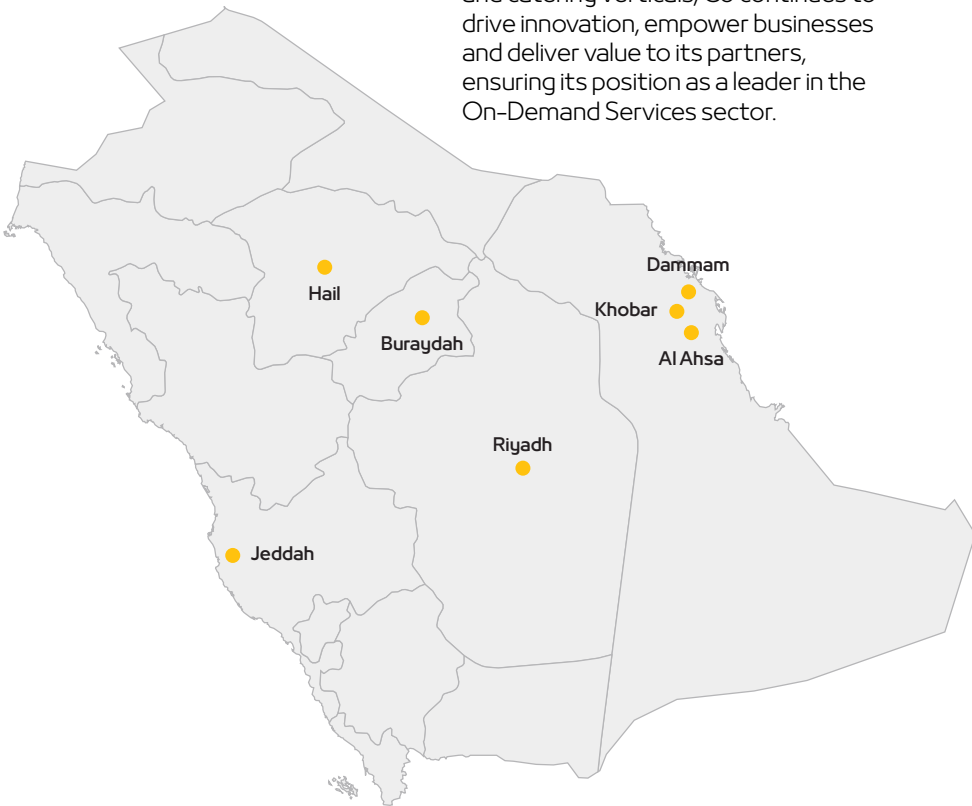 drive innovation, empower businesses
and deliver value to its partners,
ensuring its position as a leader in the
On-Demand Services sector.
Dammam
Hail
Khobar
Buraydah
Al Ahsa
Riyadh
Jeddah